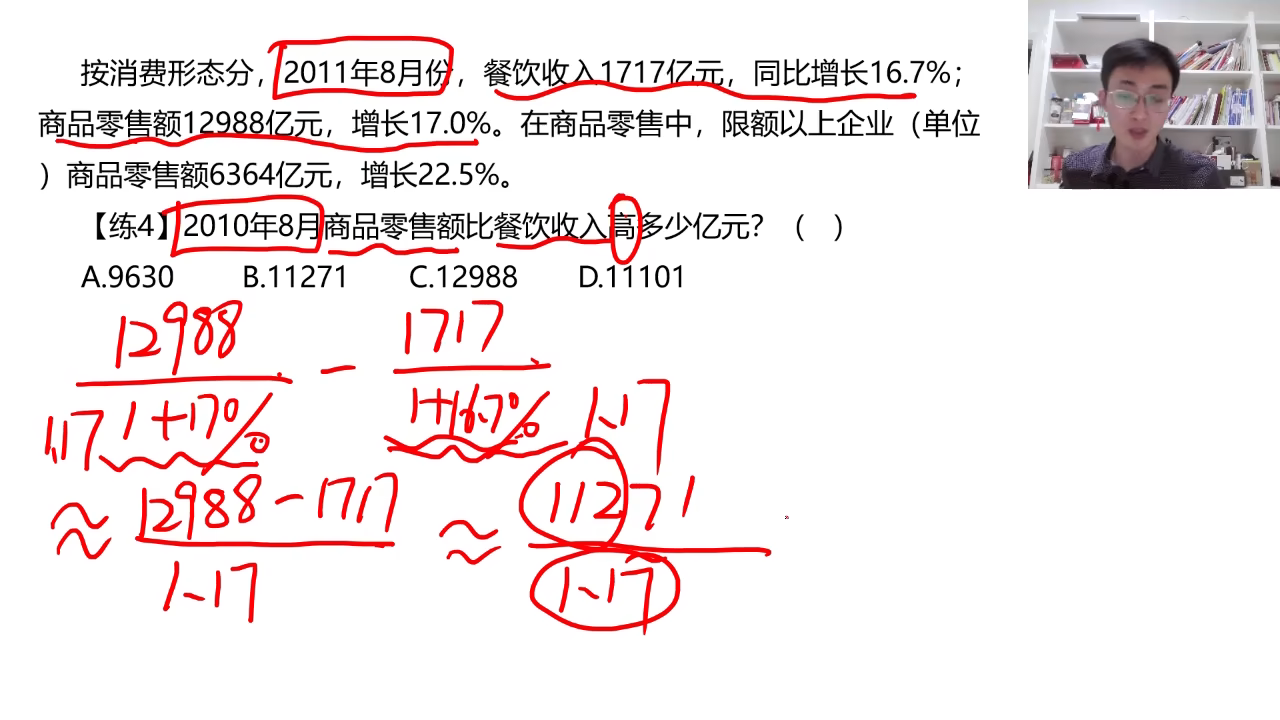 按消费形态分，2011年8月份，餐饮收入1717亿元，同比增长16.7%；
商品零售额12988亿元，增长17.0%。在商品零售中，限额以上企业（单位
）商品零售额6364亿元，增长22.5%。
【练4】2010年8月商品零售额比餐饮收入高多少亿元？（ ）
A.9630 B.11271 C.12988 D.11101
12988 - 1717
1.17 1+17% 1+16.7% 1.17
≈ 12988-1717 ≈ 11271
1.17 1.17